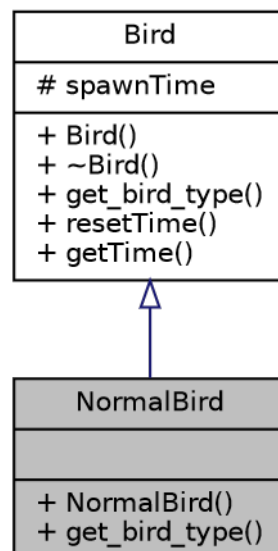 Bird
# spawnTime
+ Bird()
+ ~Bird()
+ get_bird_type()
+ resetTime()
+ getTime()
NormalBird
+ NormalBird()
+ get_bird_type()